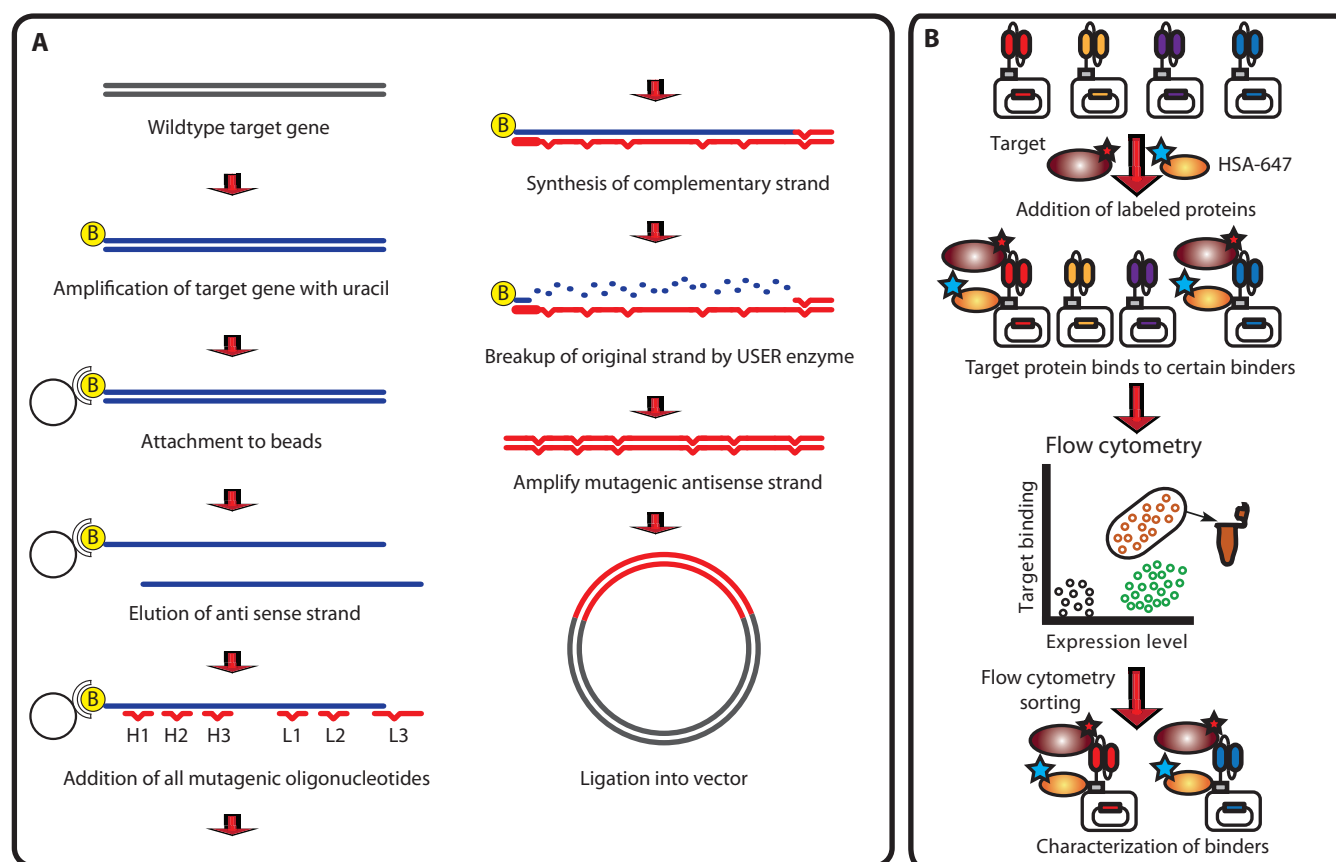 A
Wildtype target gene
B
Amplification of target gene with uracil
B
Attachment to beads
B
Elution of anti sense strand
B
H1 H2 H3 L1 L2 L3
Addition of all mutagenic oligonucleotides
B
Synthesis of complementary strand
B
Breakup of original strand by USER enzyme
Amplify mutagenic antisense strand
Ligation into vector
B
Target
HSA-647
Addition of labeled proteins
Target protein binds to certain binders
Flow cytometry
Target binding
Expression level
Flow cytometry
sorting
Characterization of binders